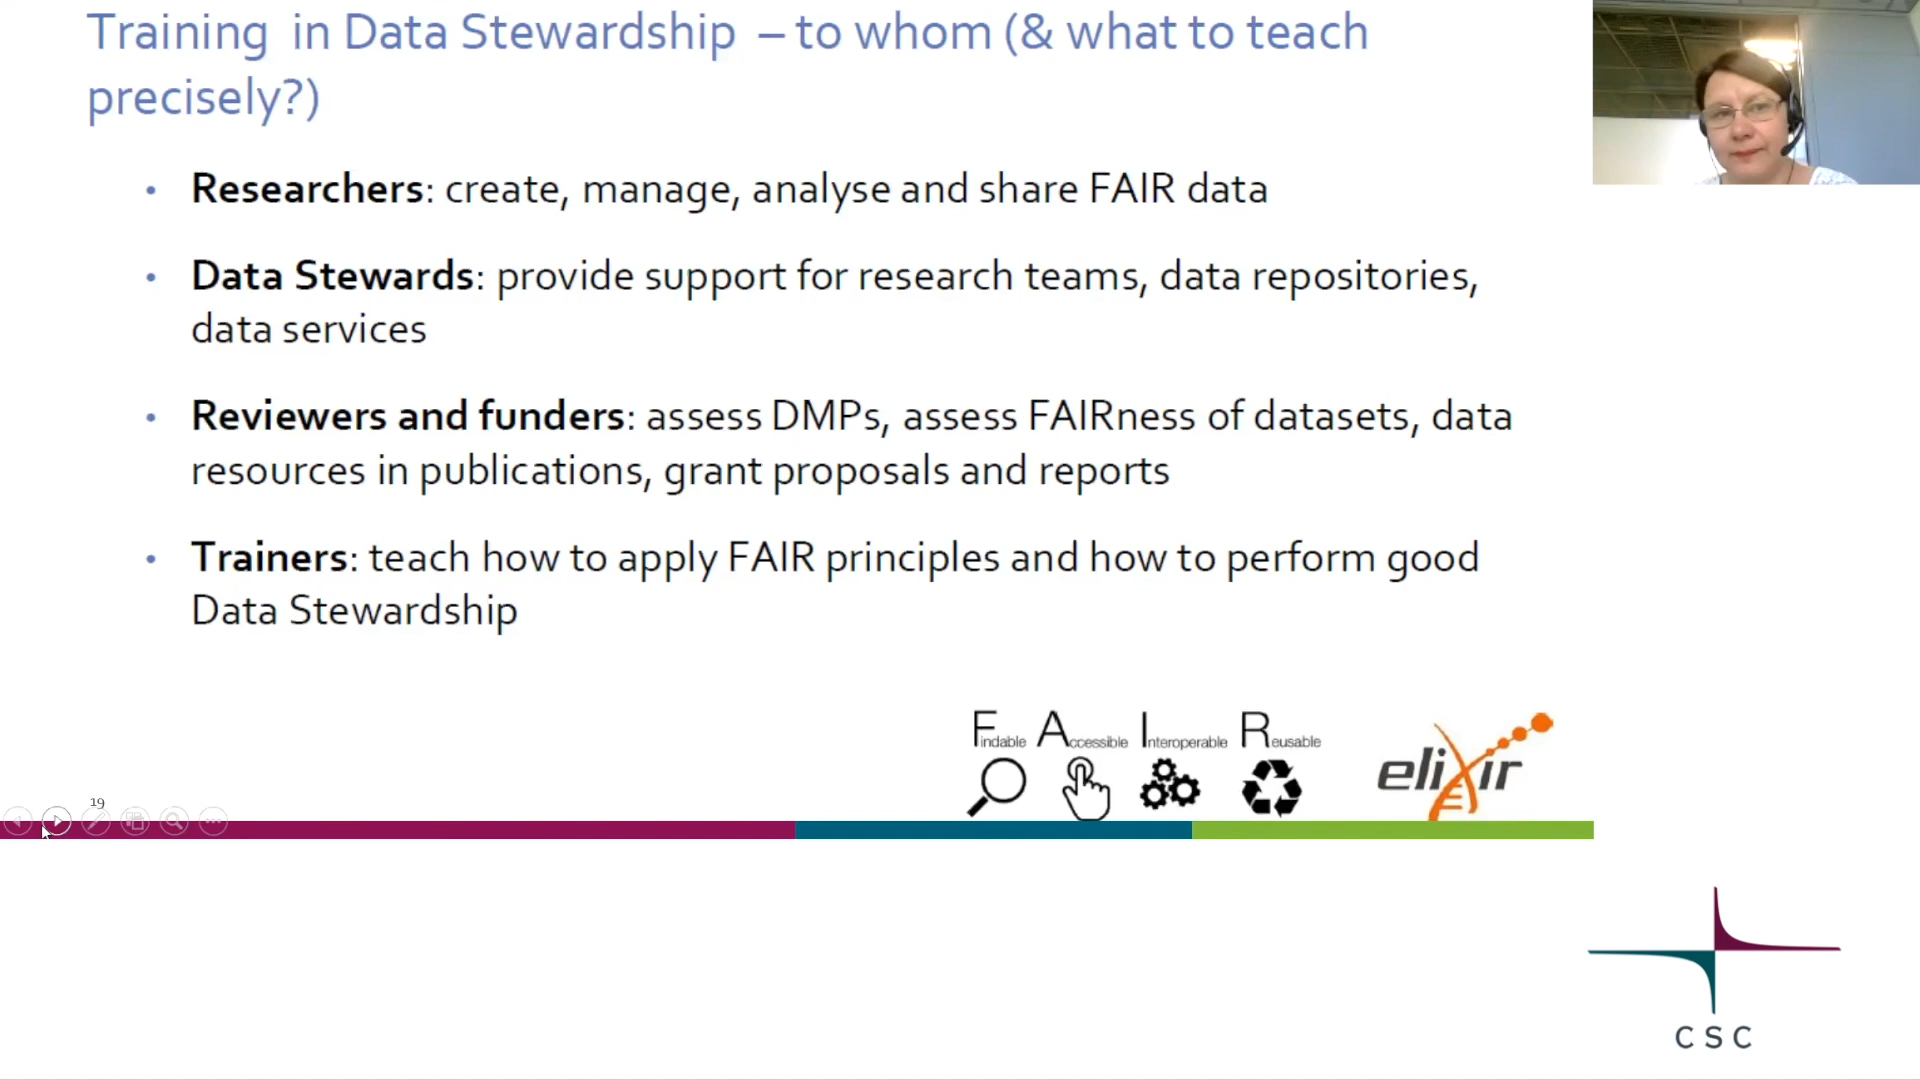 Training in Data Stewardship – to whom (& what to teach
precisely?)
• Researchers: create, manage, analyse and share FAIR data
• Data Stewards: provide support for research teams, data repositories,
data services
• Reviewers and funders: assess DMPs, assess FAIRness of datasets, data
resources in publications, grant proposals and reports
• Trainers: teach how to apply FAIR principles and how to perform good
Data Stewardship
Findable Accessible Interoperable Reusable
elixir
19
CSC